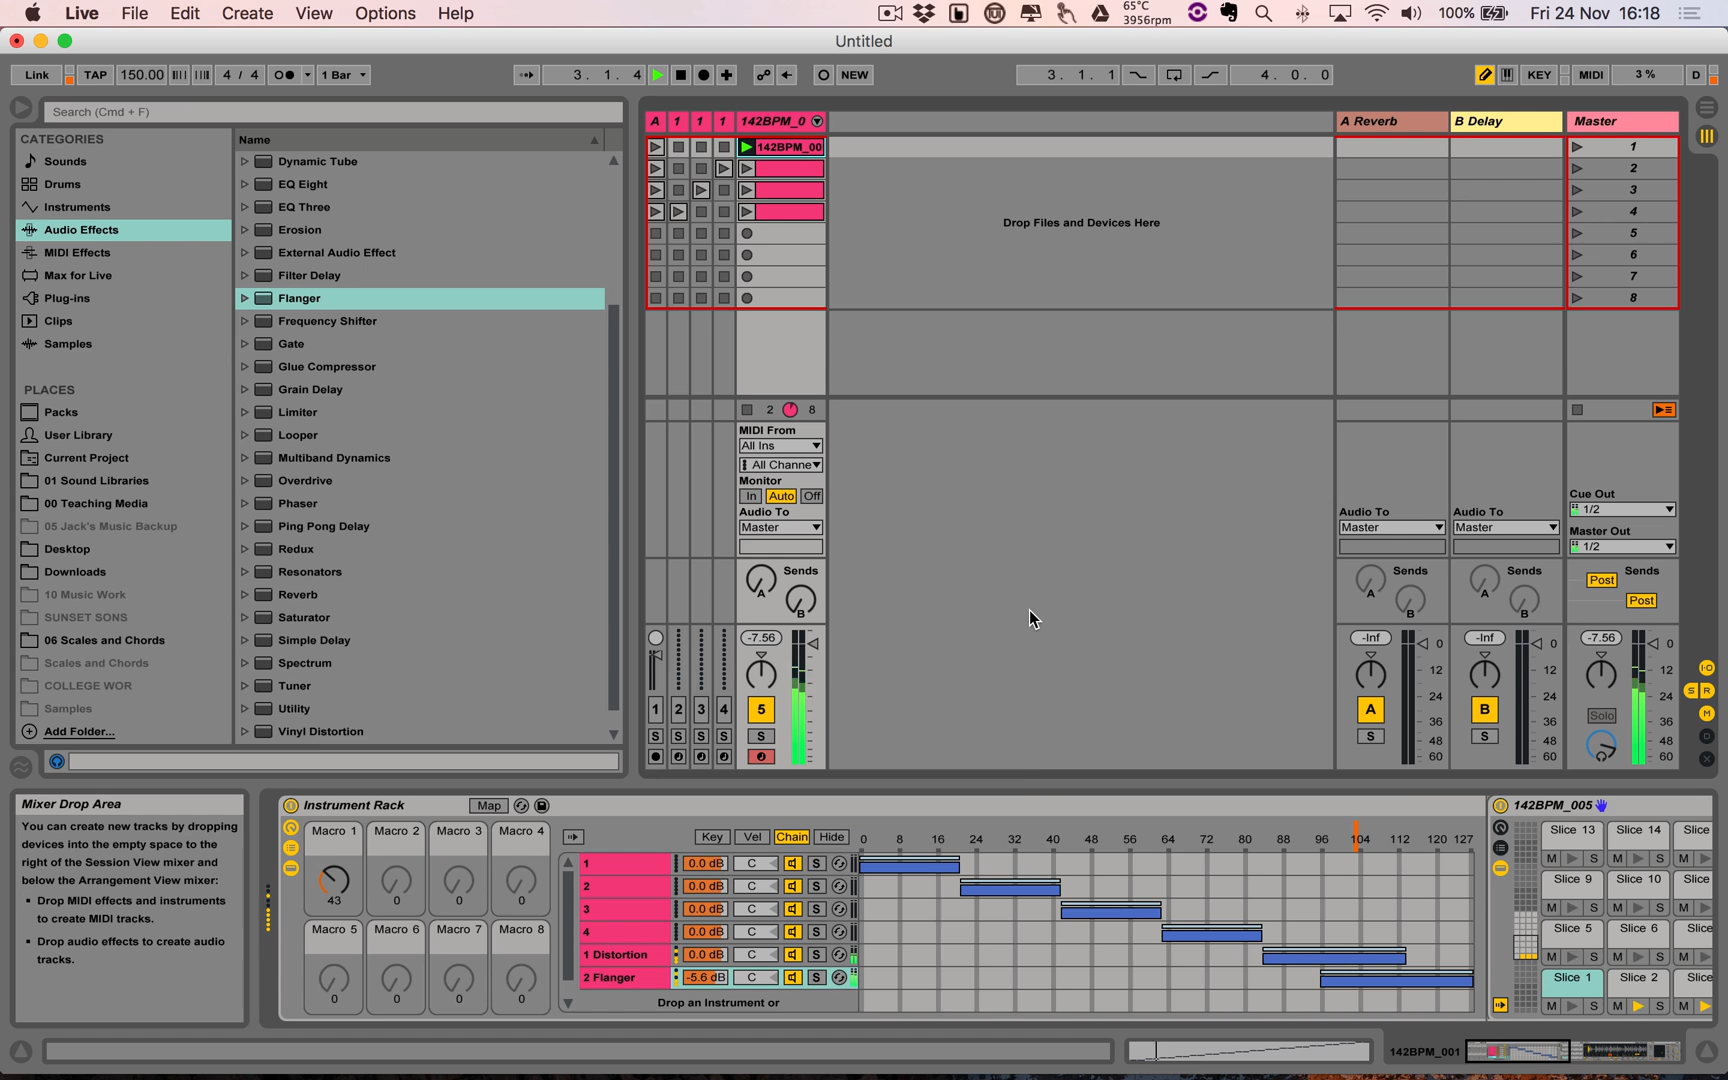 Live File Edit Create View Options Help
65°C 3956rpm 100% Fri 24 Nov 16:18
Untitled
Link TAP 150.00 4 / 4 1 Bar 3. 1. 4 NEW 3. 1. 1 4. 0. 0 KEY MIDI 3 % D
Search (Cmd + F)
CATEGORIES
Sounds
Drums
Instruments
Audio Effects
MIDI Effects
Max for Live
Plug-ins
Clips
Samples
PLACES
Packs
User Library
Current Project
01 Sound Libraries
00 Teaching Media
05 Jack's Music Backup
Desktop
Downloads
10 Music Work
SUNSET SONS
06 Scales and Chords
Scales and Chords
COLLEGE WOR
Samples
Add Folder...
Name
Dynamic Tube
EQ Eight
EQ Three
Erosion
External Audio Effect
Filter Delay
Flanger
Frequency Shifter
Gate
Glue Compressor
Grain Delay
Limiter
Looper
Multiband Dynamics
Overdrive
Phaser
Ping Pong Delay
Redux
Resonators
Reverb
Saturator
Simple Delay
Spectrum
Tuner
Utility
Vinyl Distortion
A 1 1 1 142BPM_0 A Reverb B Delay Master
142BPM_00 1
2
3
4
5
6
7
8
Drop Files and Devices Here
2 8
MIDI From
All Ins
All Channe
Monitor
In Auto Off
Audio To
Master
Audio To
Master
Audio To
Master
Cue Out
1/2
Master Out
1/2
Sends A B
Sends A B
Sends A B
Sends Post Post
-7.56 -Inf 0 12 24 36 48 60
-Inf 0 12 24 36 48 60
-7.56 0 12 24 36 48 60
1 2 3 4 5 A B Solo
S S S S S S S
I·O
S R
M
D
X
Mixer Drop Area
You can create new tracks by dropping
devices into the empty space to the
right of the Session View mixer and
below the Arrangement View mixer:
Drop MIDI effects and instruments
to create MIDI tracks.
Drop audio effects to create audio
tracks.
Instrument Rack Map
Macro 1 Macro 2 Macro 3 Macro 4
43 0 0 0
Macro 5 Macro 6 Macro 7 Macro 8
0 0 0 0
Key Vel Chain Hide 0 8 16 24 32 40 48 56 64 72 80 88 96 104 112 120 127
1 0.0 dB C S
2 0.0 dB C S
3 0.0 dB C S
4 0.0 dB C S
1 Distortion 0.0 dB C S
2 Flanger -5.6 dB C S
Drop an Instrument or
142BPM_005
Slice 13 Slice 14 Slice
M S M S M
Slice 9 Slice 10 Slice
M S M S M
Slice 5 Slice 6 Slice
M S M S M
Slice 1 Slice 2 Slice
M S M S M
142BPM_001